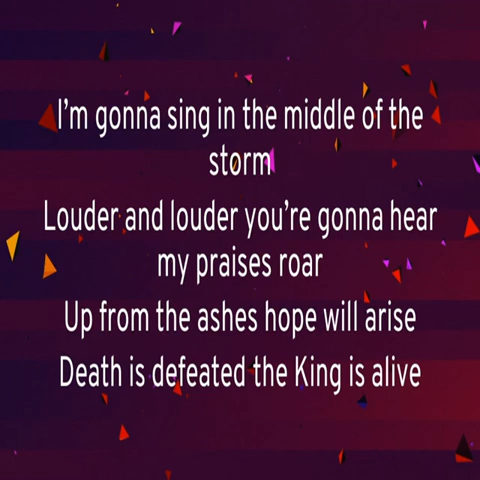 I'm gonna sing in the middle of the
storm
Louder and louder you're gonna hear
my praises roar
Up from the ashes hope will arise
Death is defeated the King is alive